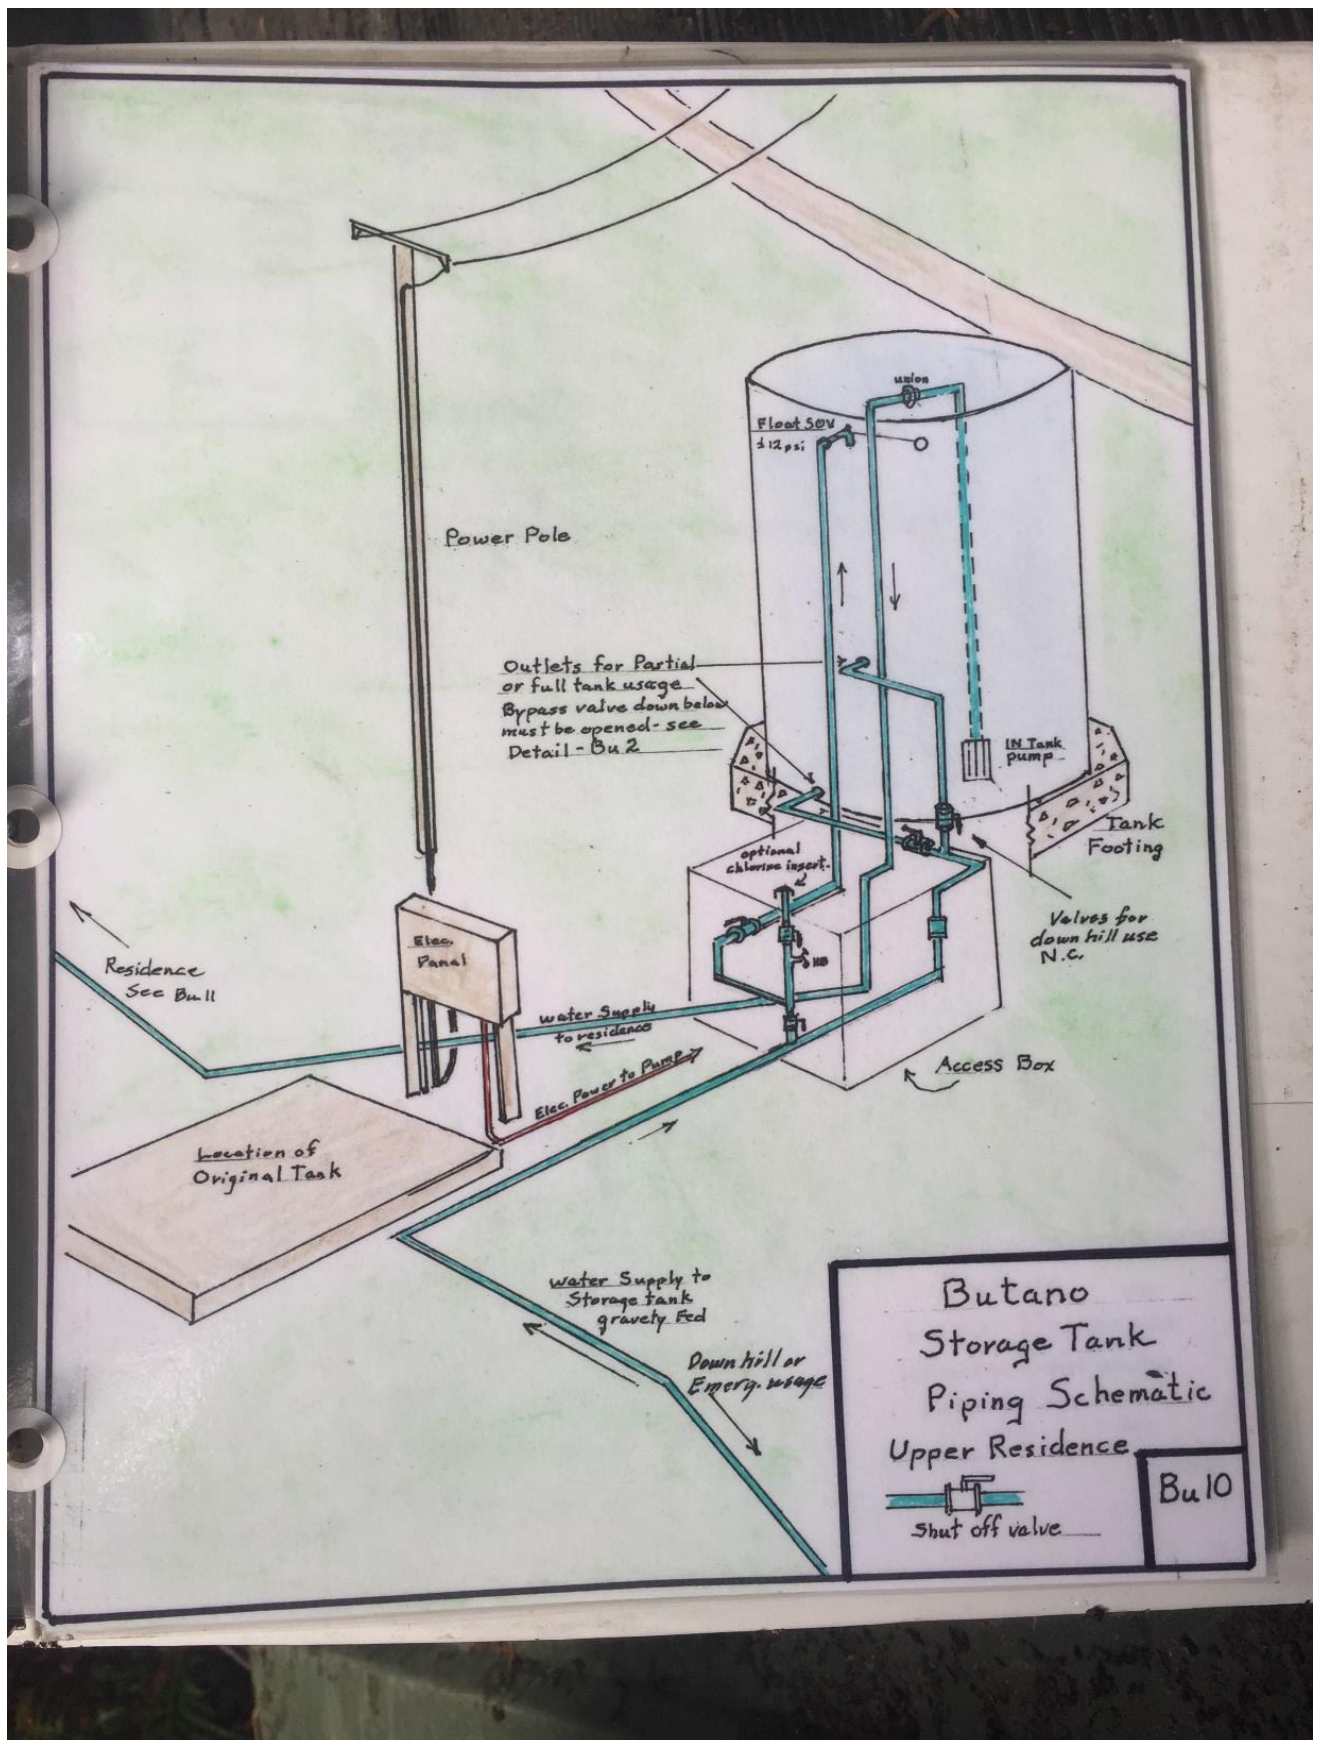 union
Float SOV
±12psi
Power Pole
Outlets for Partial
or full tank usage
Bypass valve down below
must be opened - see
Detail - Bu 2
IN Tank
pump
Tank
Footing
optional
chlorine insert.
Valves for
down hill use
N.C.
HB
Elec.
Panal
Residence
See Bu11
water Supply
to residence
Elec. Power to Pump
Access Box
Location of
Original Tank
water Supply to
Storage tank
gravety Fed
Down hill or
Emerg. usage
Butano
Storage Tank
Piping Schematic
Upper Residence
Shut off valve
Bu10